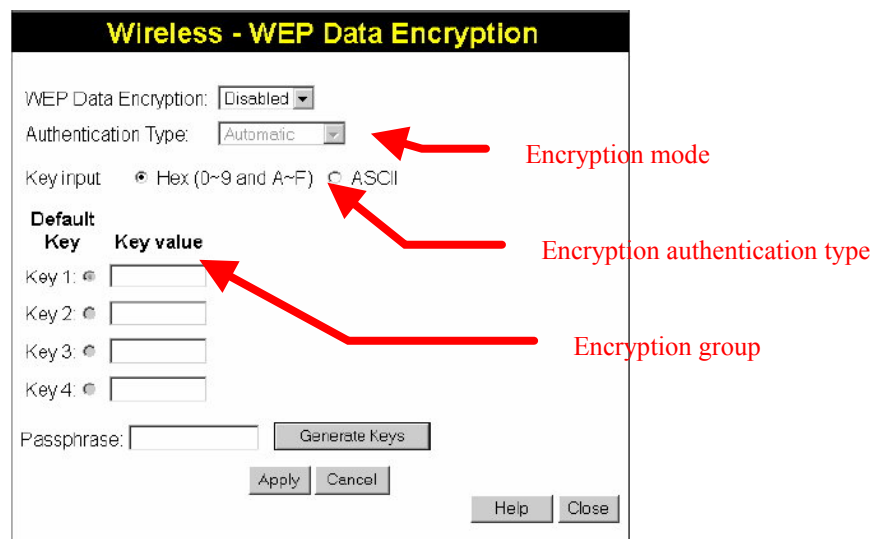 Wireless - WEP Data Encryption
WEP Data Encryption: Disabled
Authentication Type: Automatic
Encryption mode
Key input Hex (0~9 and A~F) ASCII
Default
Key Key value
Encryption authentication type
Key 1:
Key 2:
Key 3:
Encryption group
Key 4:
Passphrase: Generate Keys
Apply Cancel
Help Close